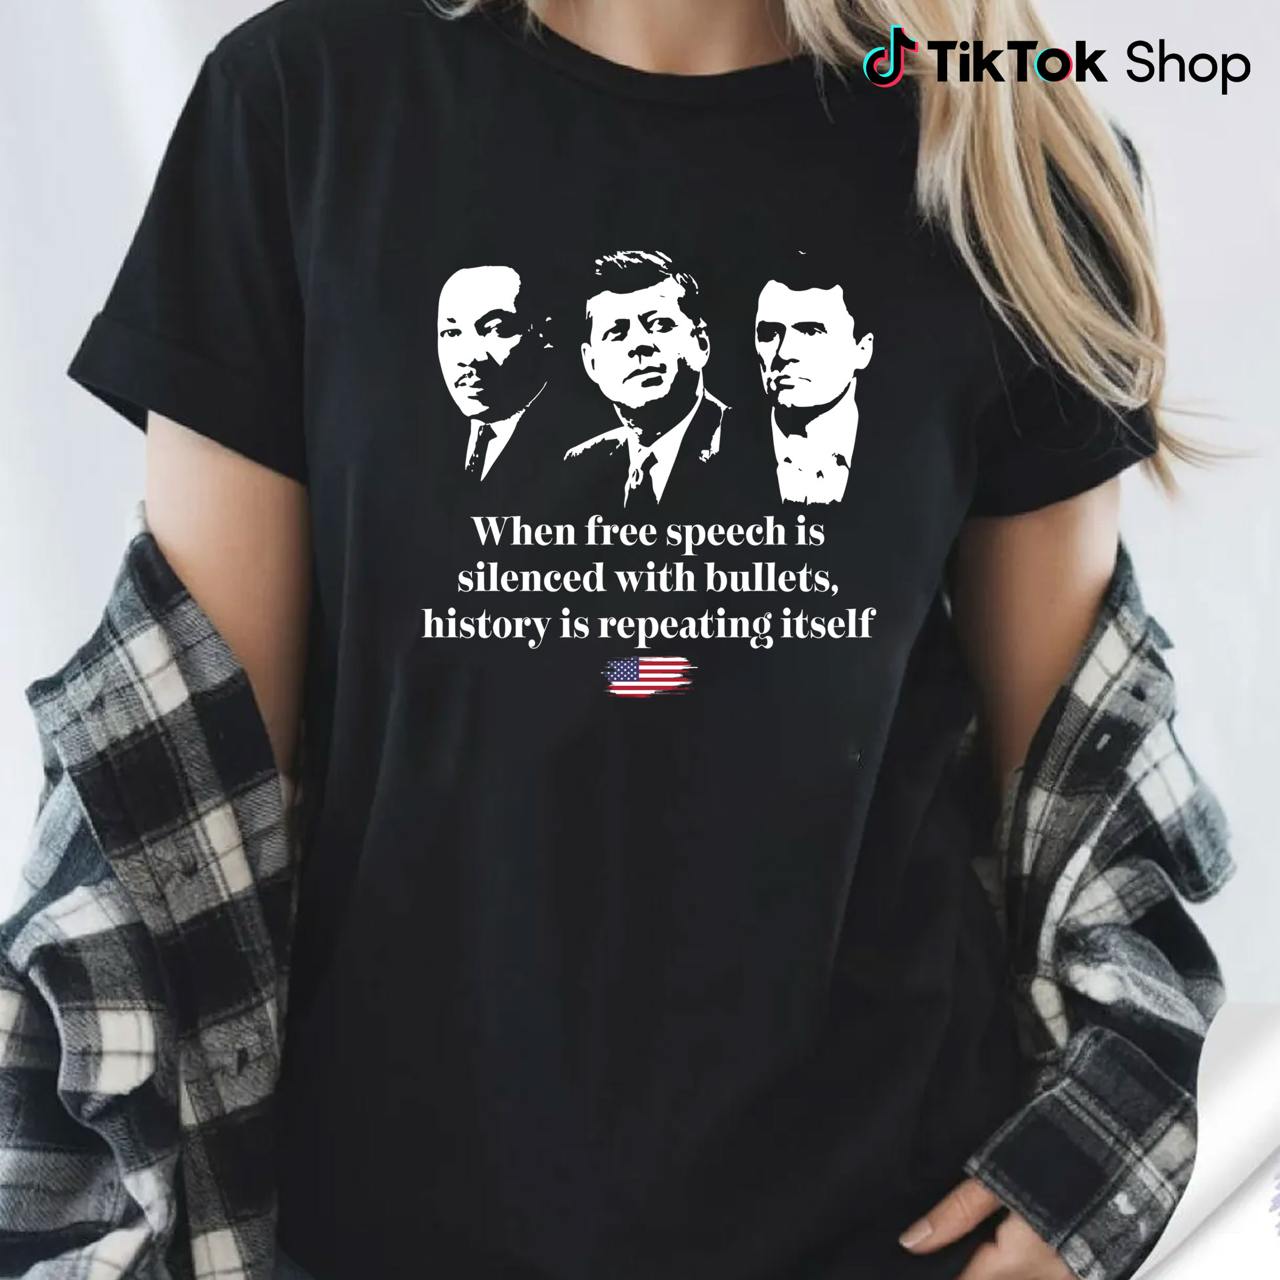 TikTok Shop
When free speech is
silenced with bullets,
history is repeating itself